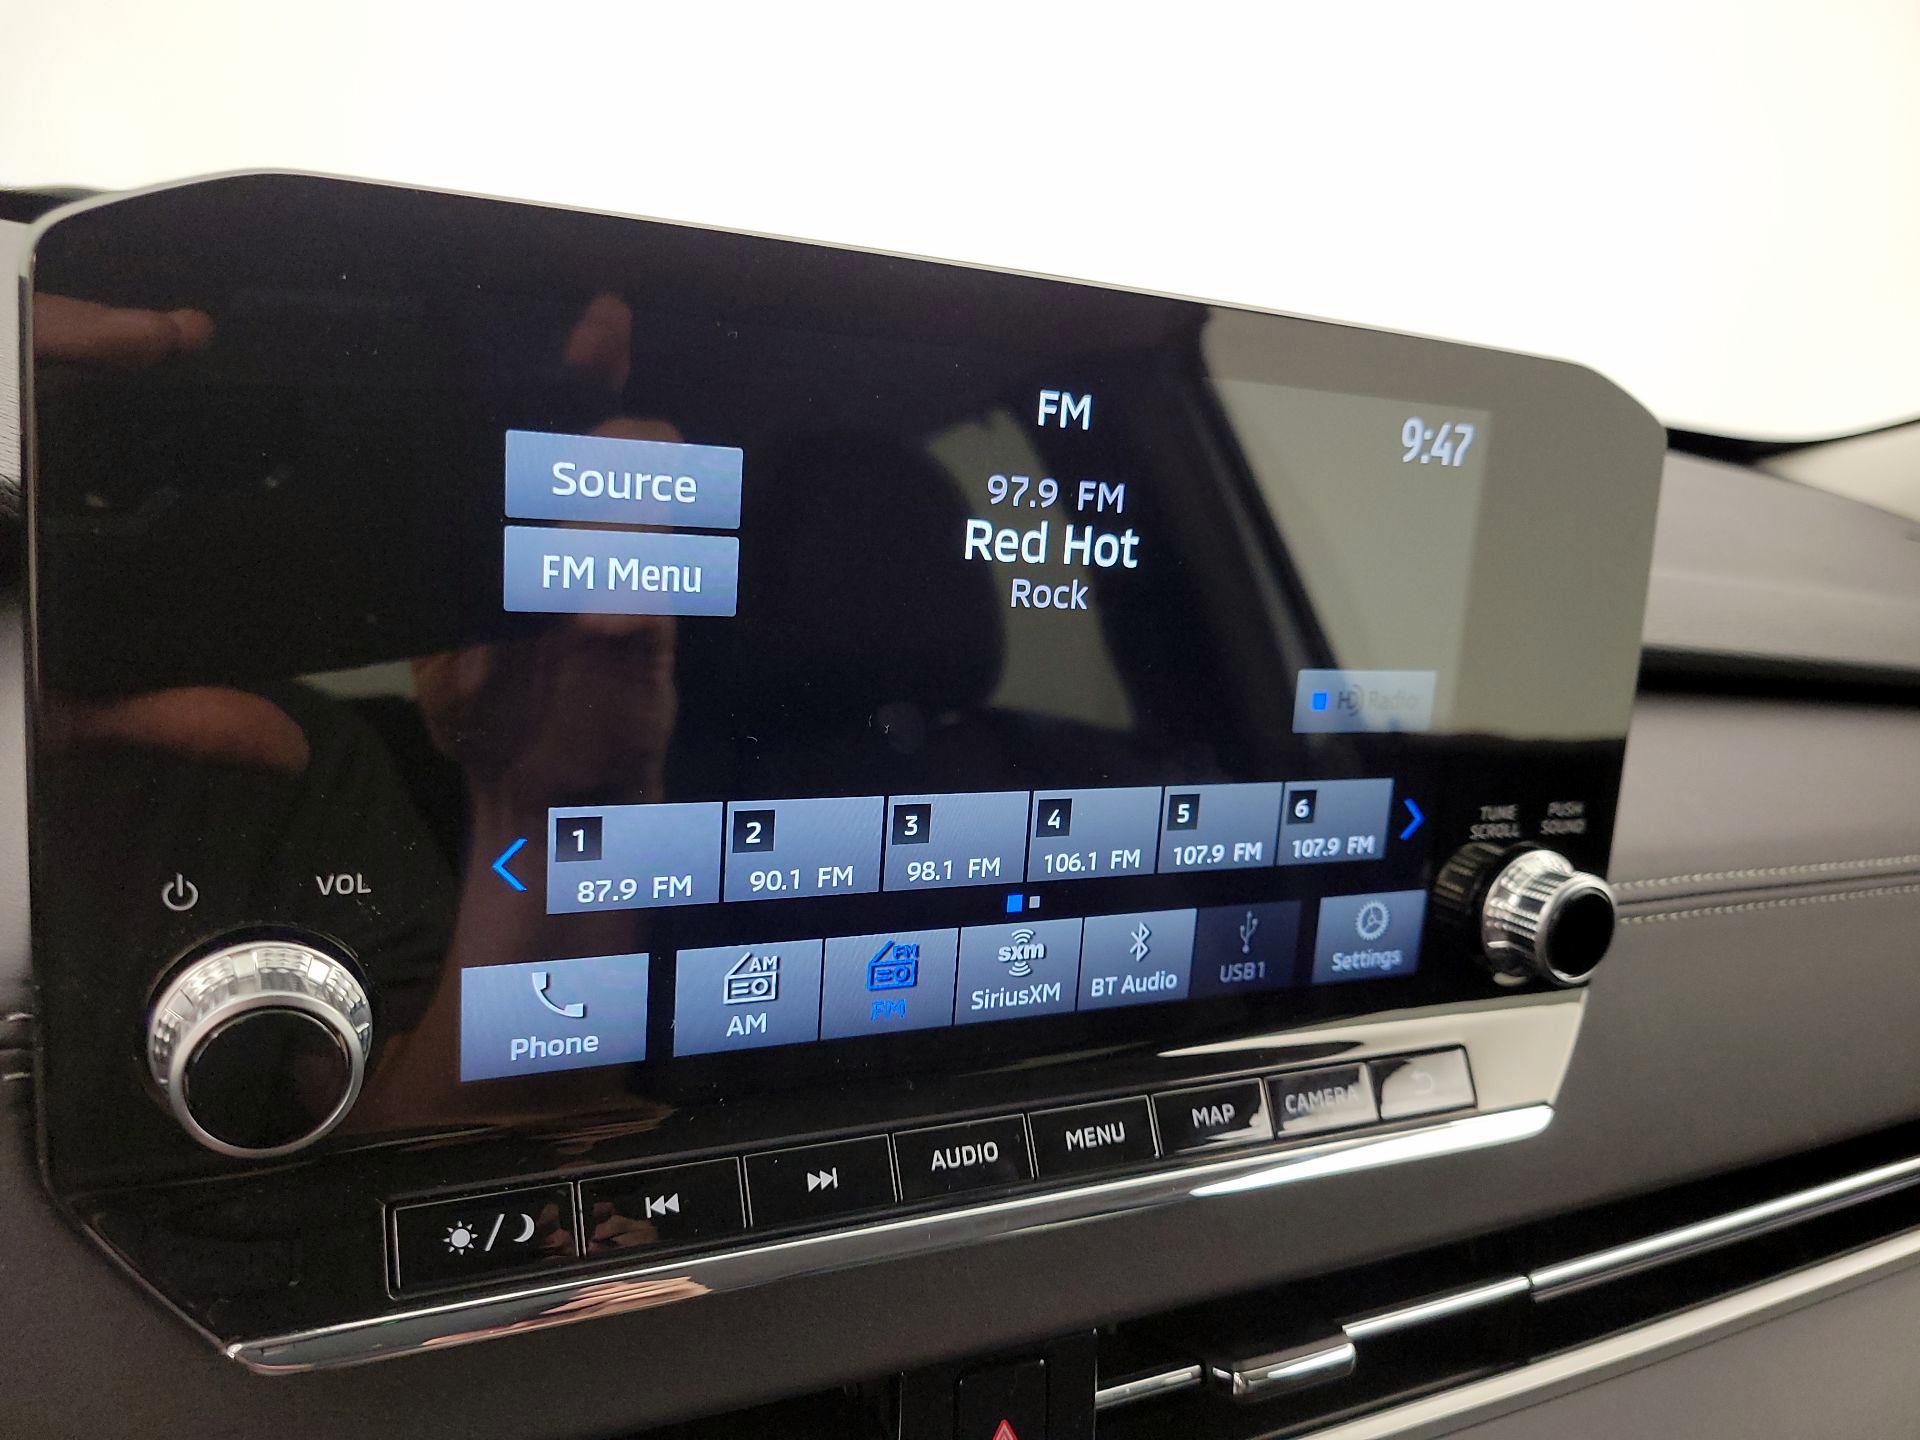 FM
9:47
Source
97.9 FM
Red Hot
FM Menu
Rock
HD Radio
1
2
3
4
5
6
87.9 FM
90.1 FM
98.1 FM
106.1 FM
107.9 FM
107.9 FM
TUNE
SCROLL
PUSH
SOUND
VOL
Phone
AM
AM
FM
FM
sxm
SiriusXM
BT Audio
USB1
Settings
AUDIO
MENU
MAP
CAMERA